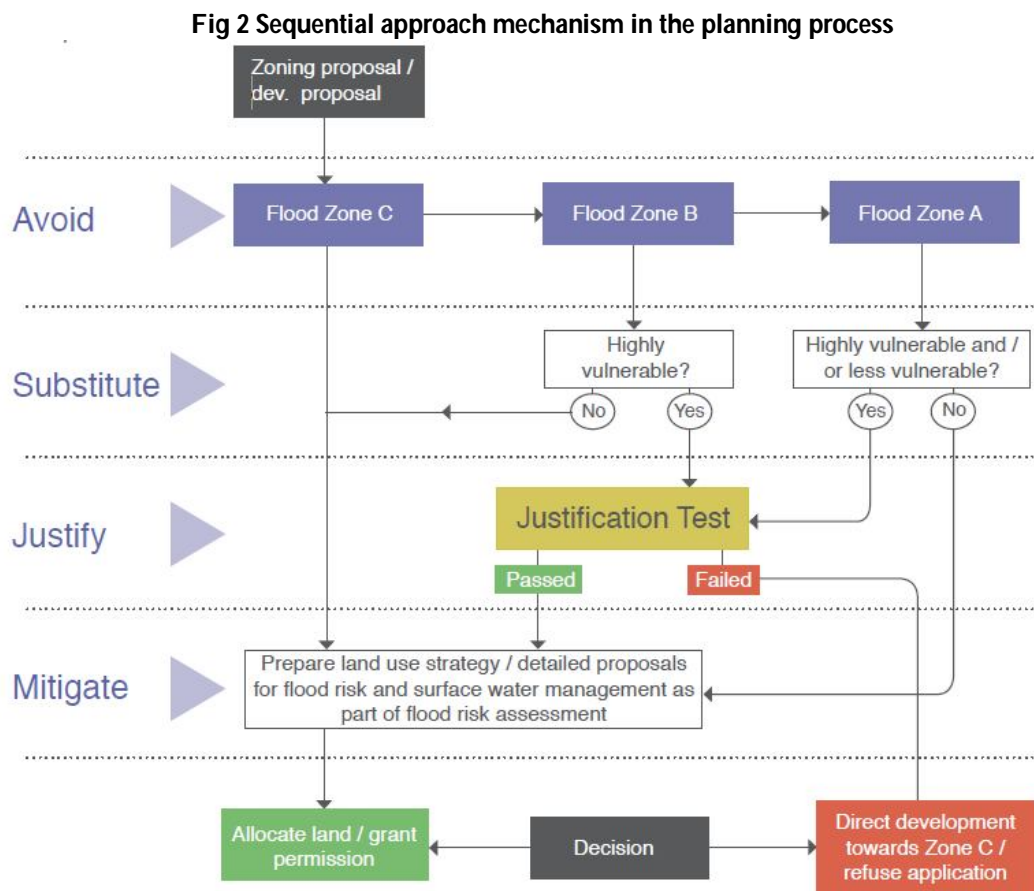 Fig 2 Sequential approach mechanism in the planning process
Zoning proposal /
dev. proposal
Avoid
Flood Zone C
Flood Zone B
Flood Zone A
Substitute
Highly
vulnerable?
Highly vulnerable and /
or less vulnerable?
No
Yes
Yes
No
Justify
Justification Test
Passed
Failed
Mitigate
Prepare land use strategy / detailed proposals
for flood risk and surface water management as
part of flood risk assessment
Allocate land / grant
permission
Decision
Direct development
towards Zone C /
refuse application